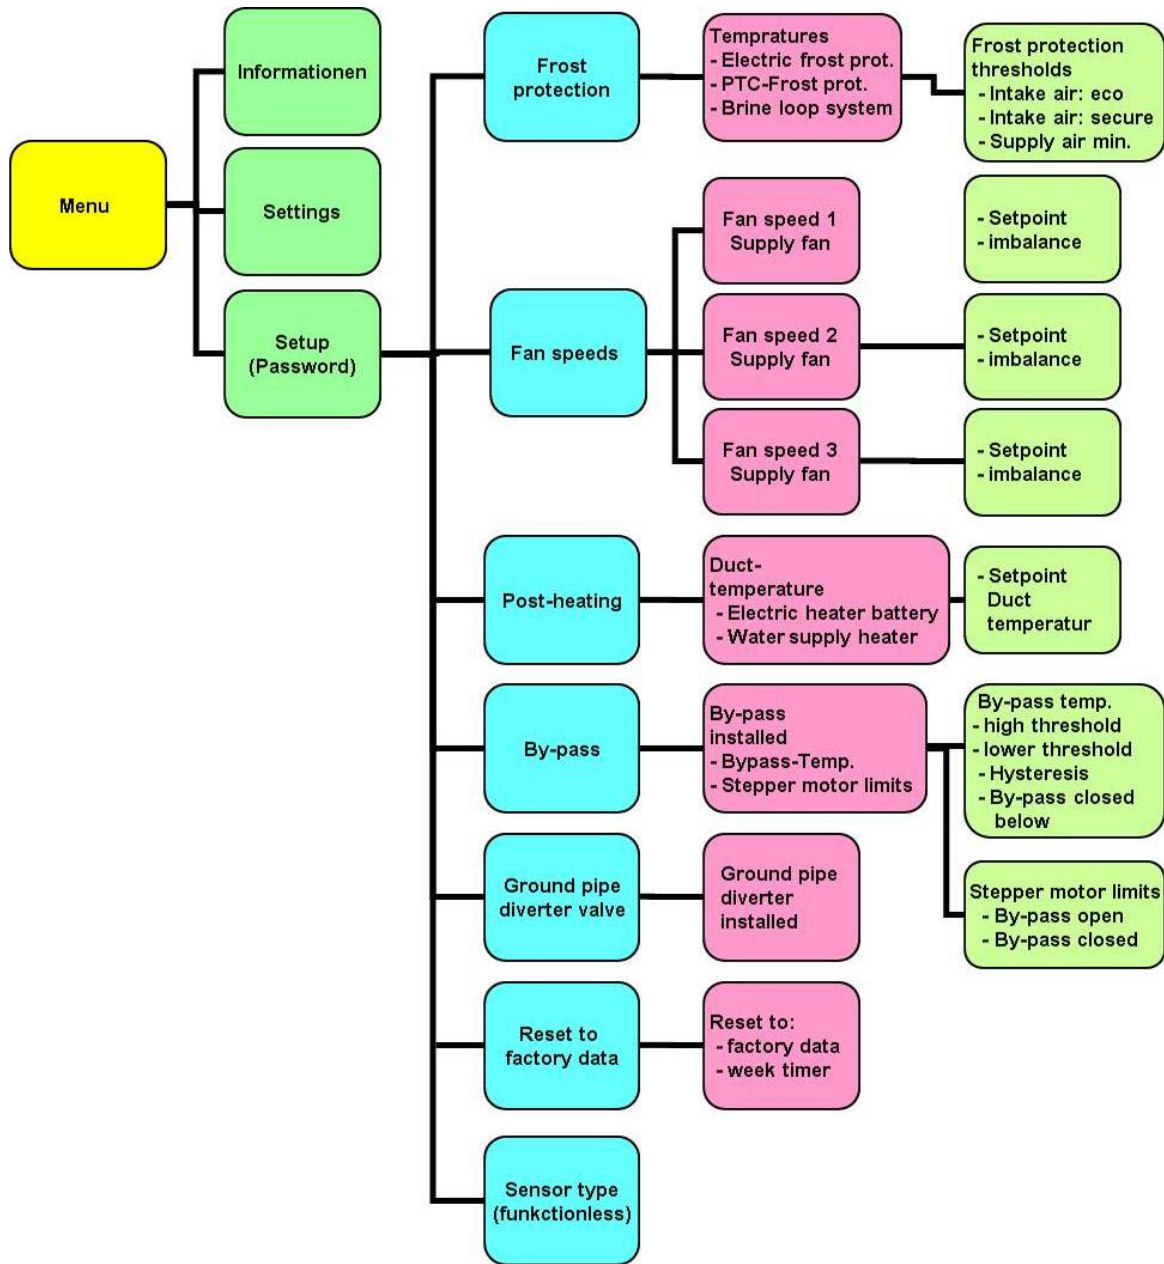 Menu
Informationen
Settings
Setup
(Password)
Frost
protection
Tempratures
- Electric frost prot.
- PTC-Frost prot.
- Brine loop system
Frost protection
thresholds
- Intake air: eco
- Intake air: secure
- Supply air min.
Fan speeds
Fan speed 1
Supply fan
- Setpoint
- imbalance
Fan speed 2
Supply fan
- Setpoint
- imbalance
Fan speed 3
Supply fan
- Setpoint
- imbalance
Post-heating
Duct-
temperature
- Electric heater battery
- Water supply heater
- Setpoint
Duct
temperatur
By-pass
By-pass
installed
- Bypass-Temp.
- Stepper motor limits
By-pass temp.
- high threshold
- lower threshold
- Hysteresis
- By-pass closed
below
Stepper motor limits
- By-pass open
- By-pass closed
Ground pipe
diverter valve
Ground pipe
diverter
installed
Reset to
factory data
Reset to:
- factory data
- week timer
Sensor type
(funkctionless)